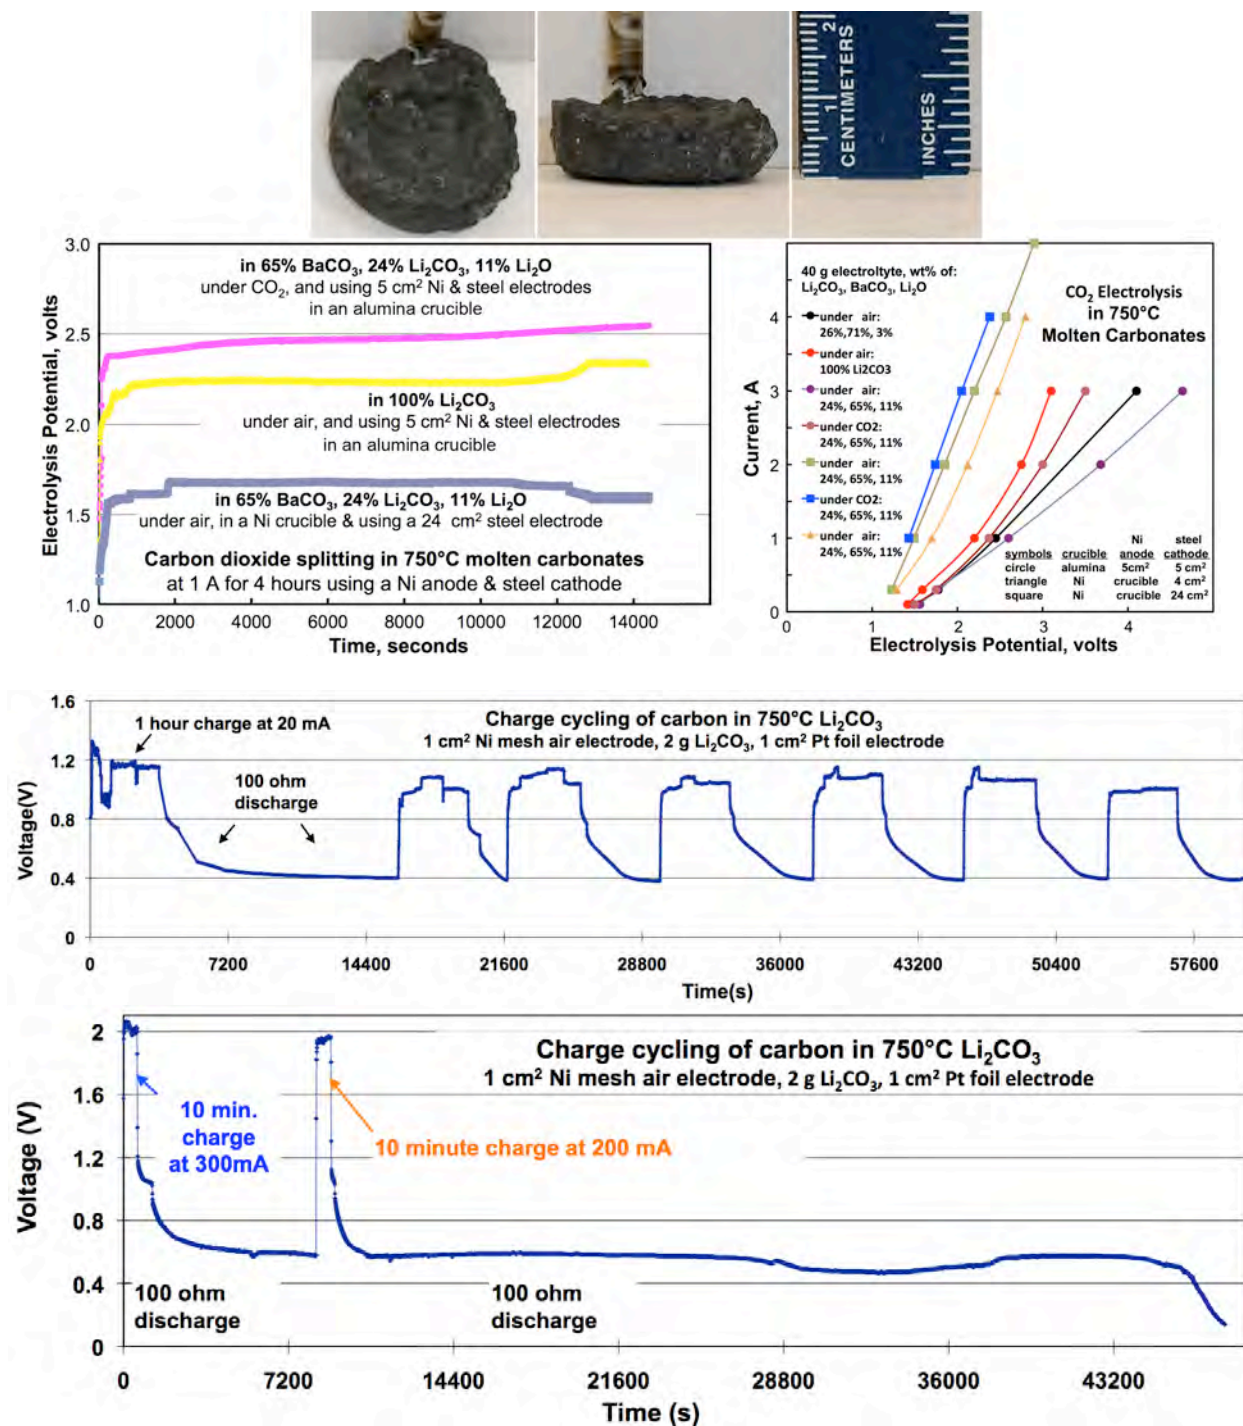 2
1
CENTIMETERS
INCHES
3.0
2.5
2.0
1.5
1.0
Electrolysis Potential, volts
in 65% BaCO₃, 24% Li₂CO₃, 11% Li₂O
under CO₂, and using 5 cm² Ni & steel electrodes
in an alumina crucible
in 100% Li₂CO₃
under air, and using 5 cm² Ni & steel electrodes
in an alumina crucible
in 65% BaCO₃, 24% Li₂CO₃, 11% Li₂O
under air, in a Ni crucible & using a 24 cm² steel electrode
Carbon dioxide splitting in 750°C molten carbonates
at 1 A for 4 hours using a Ni anode & steel cathode
0 2000 4000 6000 8000 10000 12000 14000
Time, seconds
4
3
2
1
0
Current, A
40 g electroltyte, wt% of:
Li₂CO₃, BaCO₃, Li₂O
under air:
26%,71%, 3%
under air:
100% Li2CO3
under air:
24%, 65%, 11%
under CO2:
24%, 65%, 11%
under air:
24%, 65%, 11%
under CO2:
24%, 65%, 11%
under air:
24%, 65%, 11%
CO₂ Electrolysis
in 750°C
Molten Carbonates
Ni steel
symbols crucible anode cathode
circle alumina 5cm² 5 cm²
triangle Ni crucible 4 cm²
square Ni crucible 24 cm²
0 1 2 3 4
Electrolysis Potential, volts
1.6
1.2
0.8
0.4
0
Voltage(V)
1 hour charge at 20 mA
100 ohm
discharge
Charge cycling of carbon in 750°C Li₂CO₃
1 cm² Ni mesh air electrode, 2 g Li₂CO₃, 1 cm² Pt foil electrode
0 7200 14400 21600 28800 36000 43200 50400 57600
Time(s)
2
1.6
1.2
0.8
0.4
0
Voltage (V)
Charge cycling of carbon in 750°C Li₂CO₃
1 cm² Ni mesh air electrode, 2 g Li₂CO₃, 1 cm² Pt foil electrode
10 min.
charge
at 300mA
10 minute charge at 200 mA
100 ohm
discharge
100 ohm
discharge
0 7200 14400 21600 28800 36000 43200
Time (s)